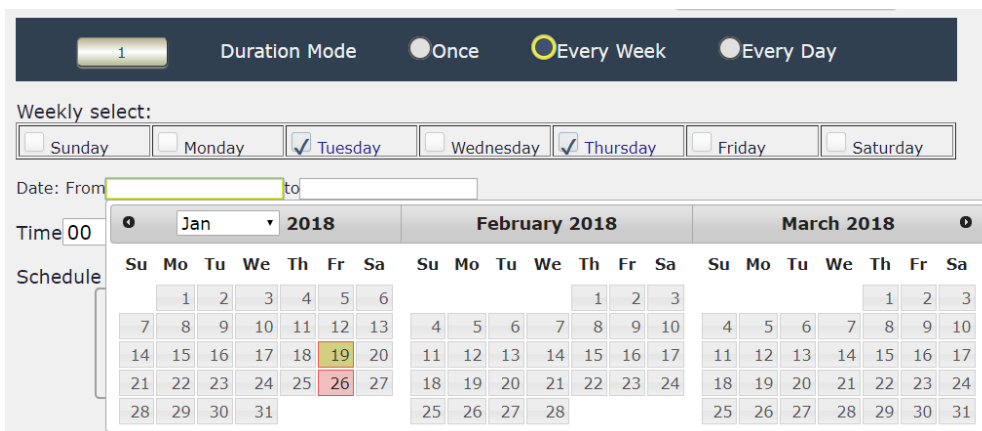 1 Duration Mode Once Every Week Every Day
Weekly select:
Sunday Monday Tuesday Wednesday Thursday Friday Saturday
Date: From to
Time 00
Schedule
Jan 2018 February 2018 March 2018
Su Mo Tu We Th Fr Sa Su Mo Tu We Th Fr Sa Su Mo Tu We Th Fr Sa
1 2 3 4 5 6 1 2 3 1 2 3
7 8 9 10 11 12 13 4 5 6 7 8 9 10 4 5 6 7 8 9 10
14 15 16 17 18 19 20 11 12 13 14 15 16 17 11 12 13 14 15 16 17
21 22 23 24 25 26 27 18 19 20 21 22 23 24 18 19 20 21 22 23 24
28 29 30 31 25 26 27 28 25 26 27 28 29 30 31